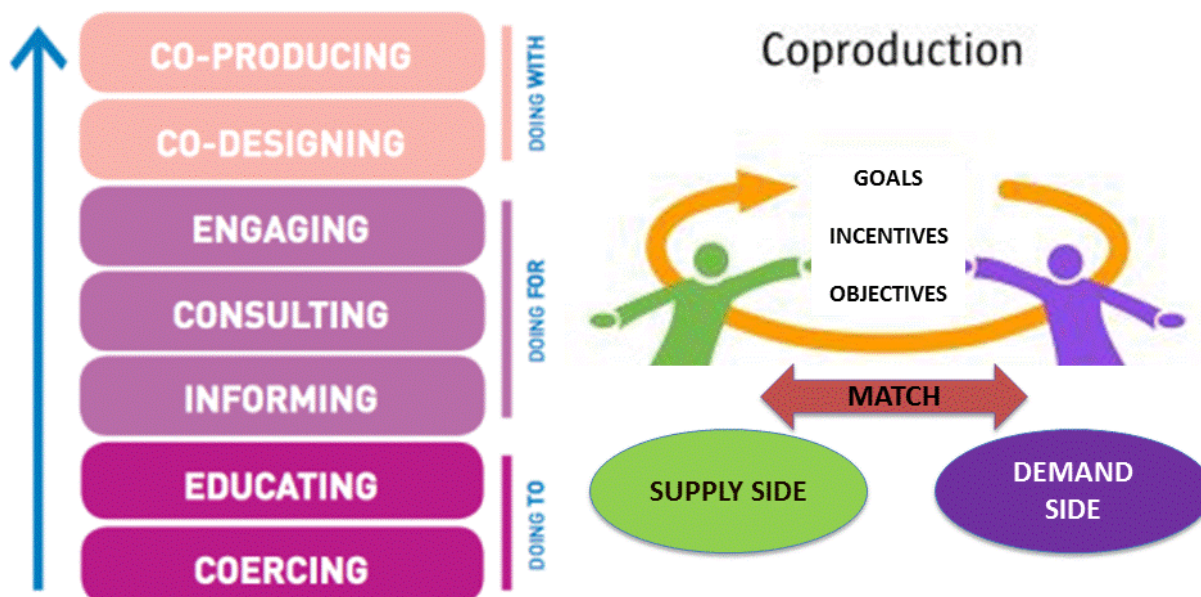 CO-PRODUCING
CO-DESIGNING
DOING WITH
ENGAGING
CONSULTING
INFORMING
DOING FOR
EDUCATING
COERCING
DOING TO
Coproduction
GOALS
INCENTIVES
OBJECTIVES
MATCH
SUPPLY SIDE
DEMAND
SIDE